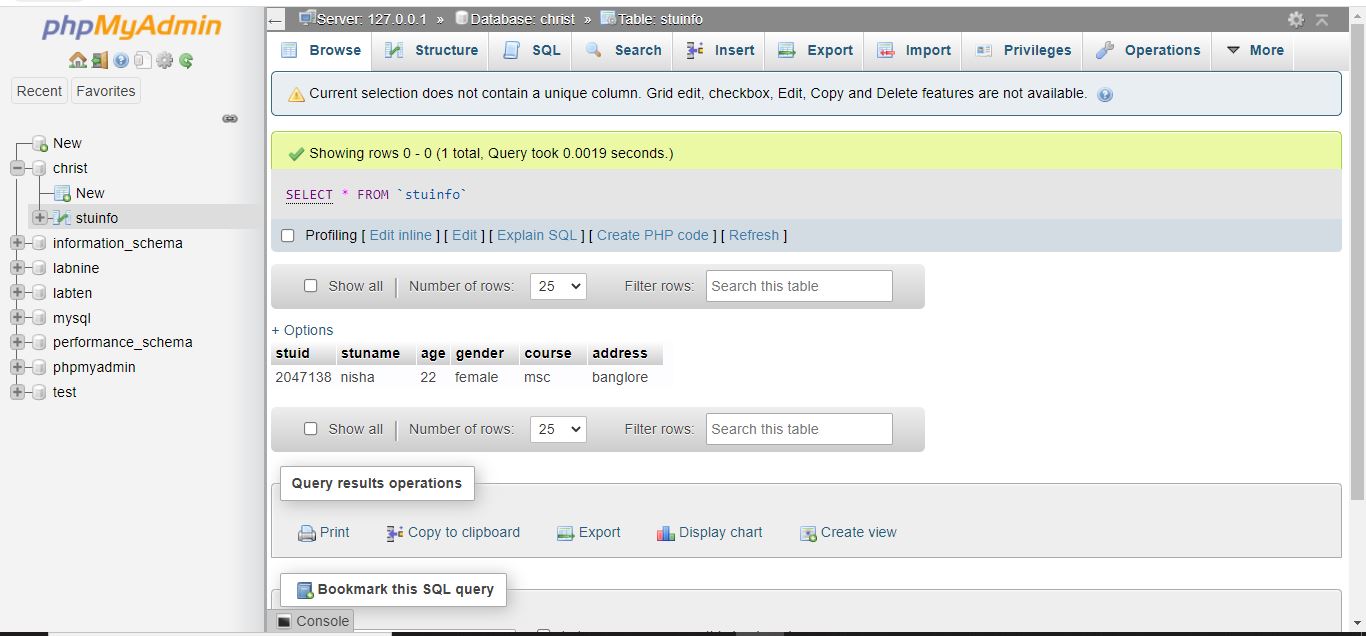 phpMyAdmin
Recent Favorites
New
christ
New
stuinfo
information_schema
labnine
labten
mysql
performance_schema
phpmyadmin
test
Server: 127.0.0.1 » Database: christ » Table: stuinfo
Browse Structure SQL Search Insert Export Import Privileges Operations More
Current selection does not contain a unique column. Grid edit, checkbox, Edit, Copy and Delete features are not available.
Showing rows 0 - 0 (1 total, Query took 0.0019 seconds.)
SELECT * FROM `stuinfo`
Profiling [ Edit inline ] [ Edit ] [ Explain SQL ] [ Create PHP code ] [ Refresh ]
Show all | Number of rows: 25 Filter rows: Search this table
+ Options
stuid stuname age gender course address
2047138 nisha 22 female msc banglore
Show all | Number of rows: 25 Filter rows: Search this table
Query results operations
Print Copy to clipboard Export Display chart Create view
Bookmark this SQL query
Console